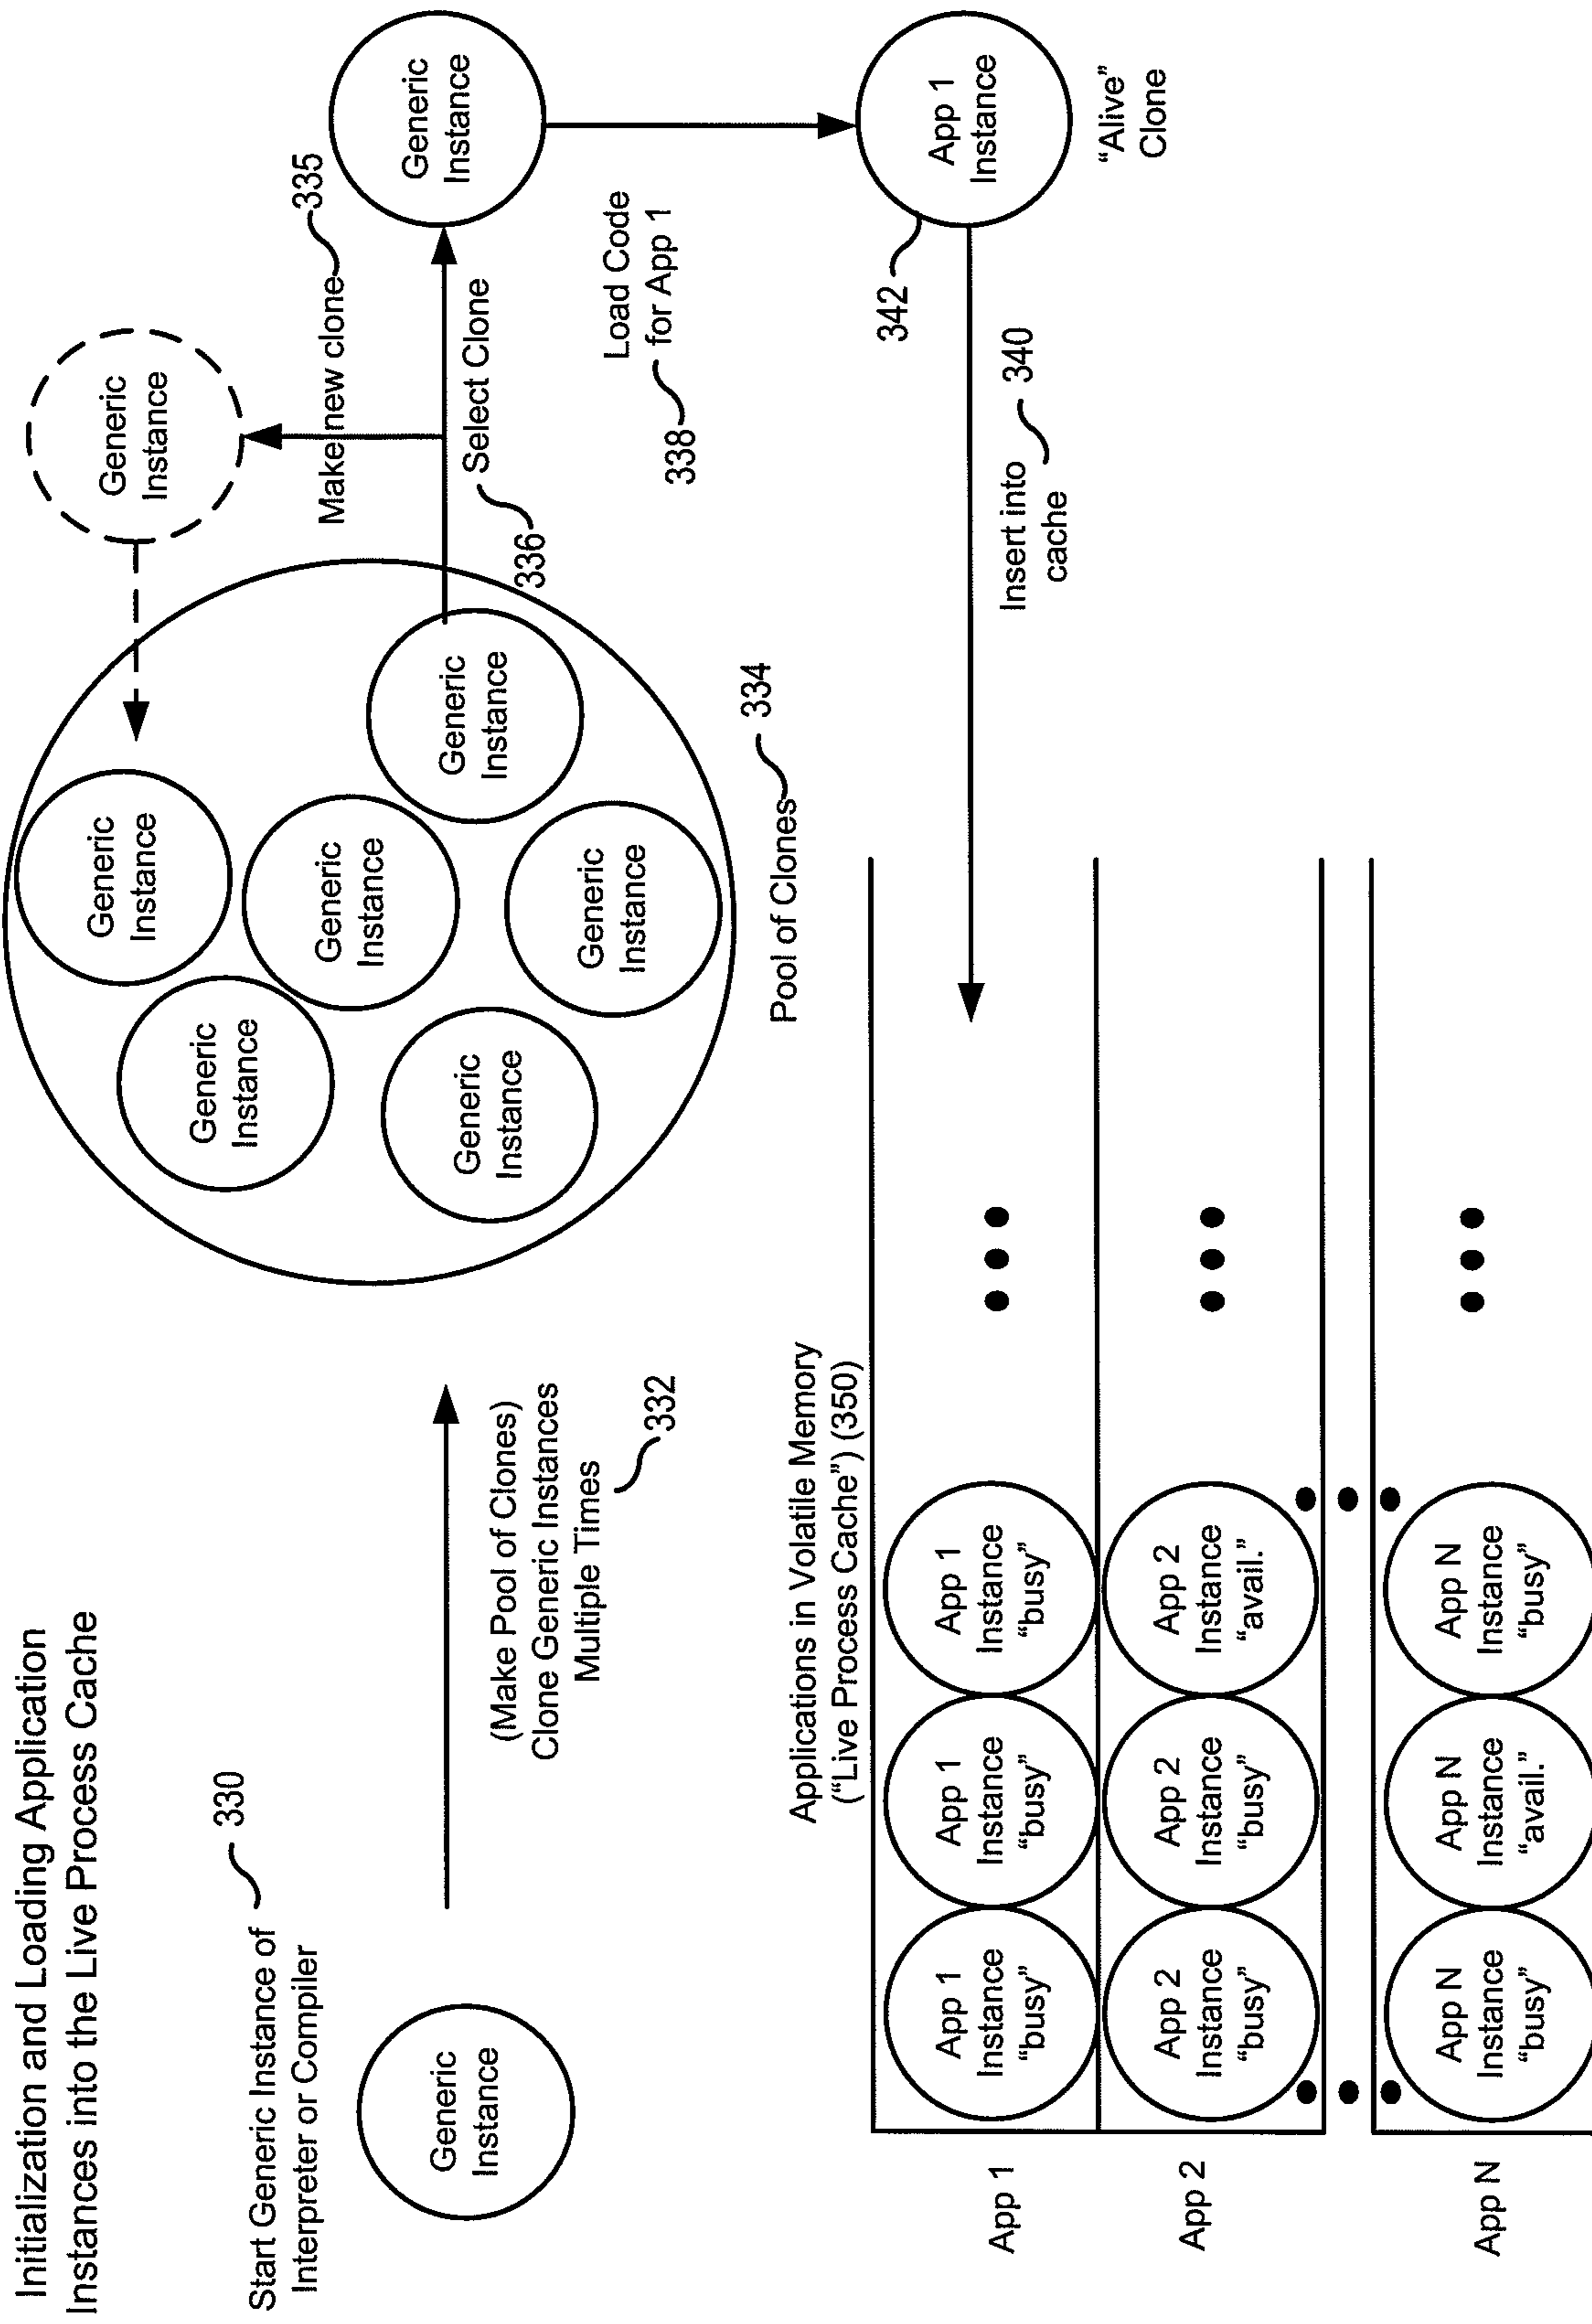 Initialization and Loading Application
Instances into the Live Process Cache
330
Start Generic Instance of
Interpreter or Compiler
Generic
Instance
(Make Pool of Clones)
Clone Generic Instances
Multiple Times
332
Generic
Instance
Generic
Instance
Generic
Instance
Generic
Instance
Generic
Instance
Generic
Instance
Pool of Clones
334
Generic
Instance
Make new clone
335
Select Clone
336
Generic
Instance
Load Code
for App 1
338
App 1
Instance
342
“Alive”
Clone
Insert into
cache
340
Applications in Volatile Memory
(“Live Process Cache”) (350)
App 1
App 1
Instance
“busy”
App 1
Instance
“busy”
App 1
Instance
“busy”
App 2
App 2
Instance
“busy”
App 2
Instance
“busy”
App 2
Instance
“avail.”
App N
App N
Instance
“busy”
App N
Instance
“avail.”
App N
Instance
“busy”